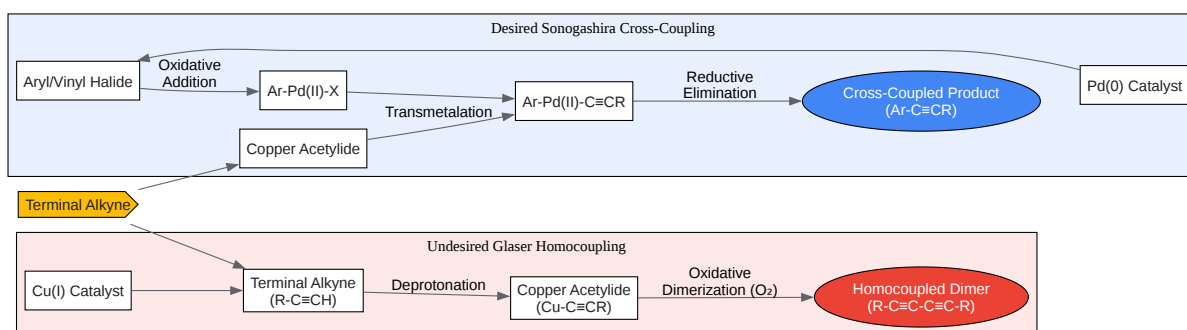 Desired Sonogashira Cross-Coupling
Aryl/Vinyl Halide
Oxidative
Addition
Ar-Pd(II)-X
Transmetalation
Copper Acetylide
Ar-Pd(II)-C≡CR
Reductive
Elimination
Cross-Coupled Product
(Ar-C≡CR)
Pd(0) Catalyst
Terminal Alkyne
Undesired Glaser Homocoupling
Cu(I) Catalyst
Terminal Alkyne
(R-C≡CH)
Deprotonation
Copper Acetylide
(Cu-C≡CR)
Oxidative
Dimerization (O₂)
Homocoupled Dimer
(R-C≡C-C≡C-R)